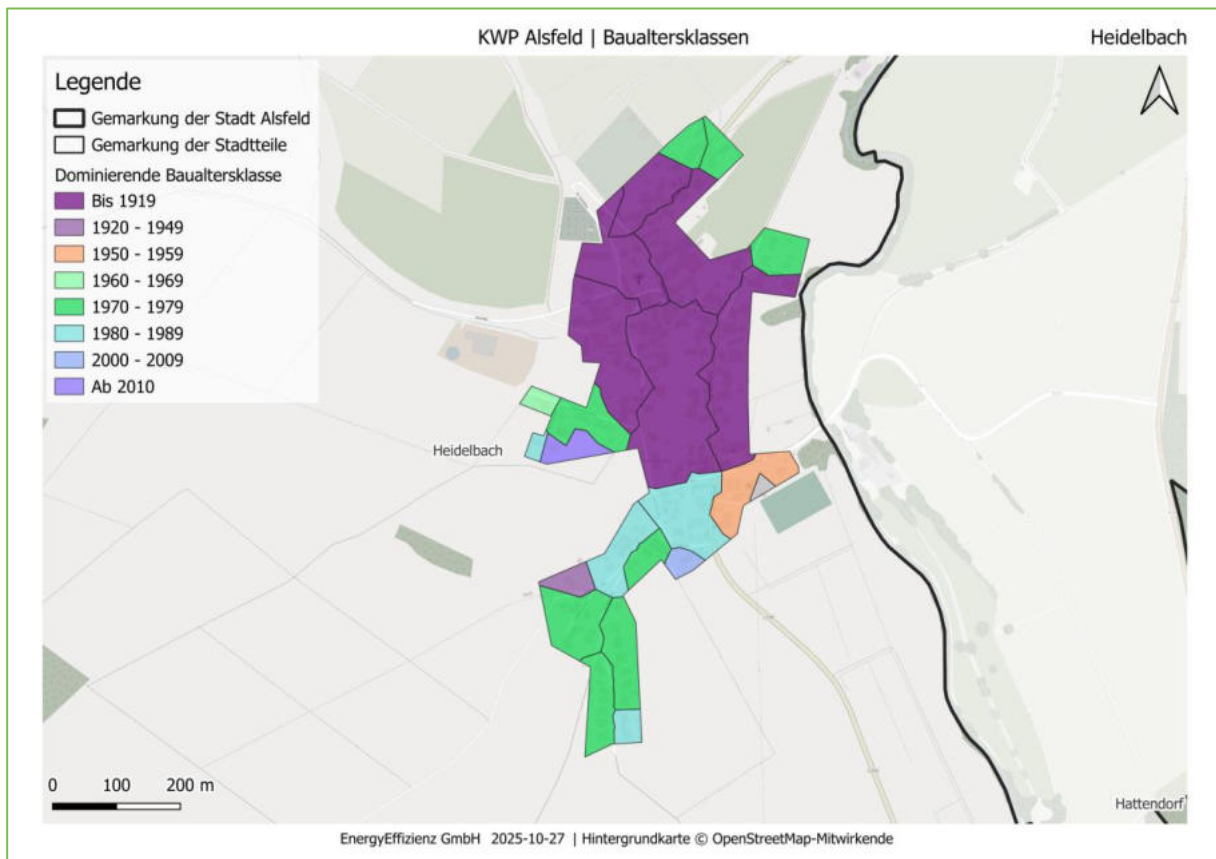 KWP Alsfeld | Baualtersklassen
Heidelbach
Legende
Gemarkung der Stadt Alsfeld
Gemarkung der Stadtteile
Dominierende Baualtersklasse
Bis 1919
1920 - 1949
1950 - 1959
1960 - 1969
1970 - 1979
1980 - 1989
2000 - 2009
Ab 2010
Heidelbach
0 100 200 m
Hattendorf
EnergyEffizienz GmbH 2025-10-27 | Hintergrundkarte © OpenStreetMap-Mitwirkende